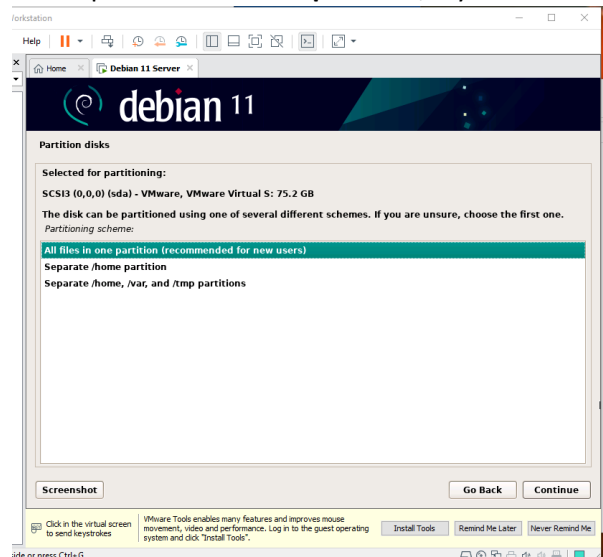 orkstation
Help
Home
Debian 11 Server
debian 11
Partition disks
Selected for partitioning:
SCSI3 (0,0,0) (sda) - VMware, VMware Virtual S: 75.2 GB
The disk can be partitioned using one of several different schemes. If you are unsure, choose the first one.
Partitioning scheme:
All files in one partition (recommended for new users)
Separate /home partition
Separate /home, /var, and /tmp partitions
Screenshot
Go Back
Continue
Click in the virtual screen
to send keystrokes
VMware Tools enables many features and improves mouse
movement, video and performance. Log in to the guest operating
system and click "Install Tools".
Install Tools
Remind Me Later
Never Remind Me
side or press Ctrl+G